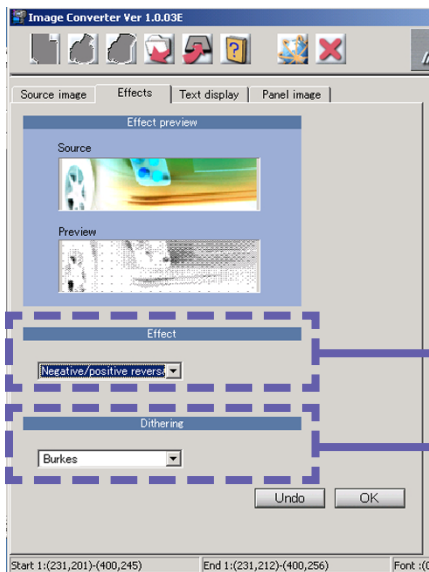 Image Converter Ver 1.0.03E
Source image Effects Text display Panel image
Effect preview
Source
Preview
Effect
Negative/positive revers
Dithering
Burkes
Undo OK
Start 1:(231,201)-(400,245) End 1:(231,212)-(400,256) Font :(